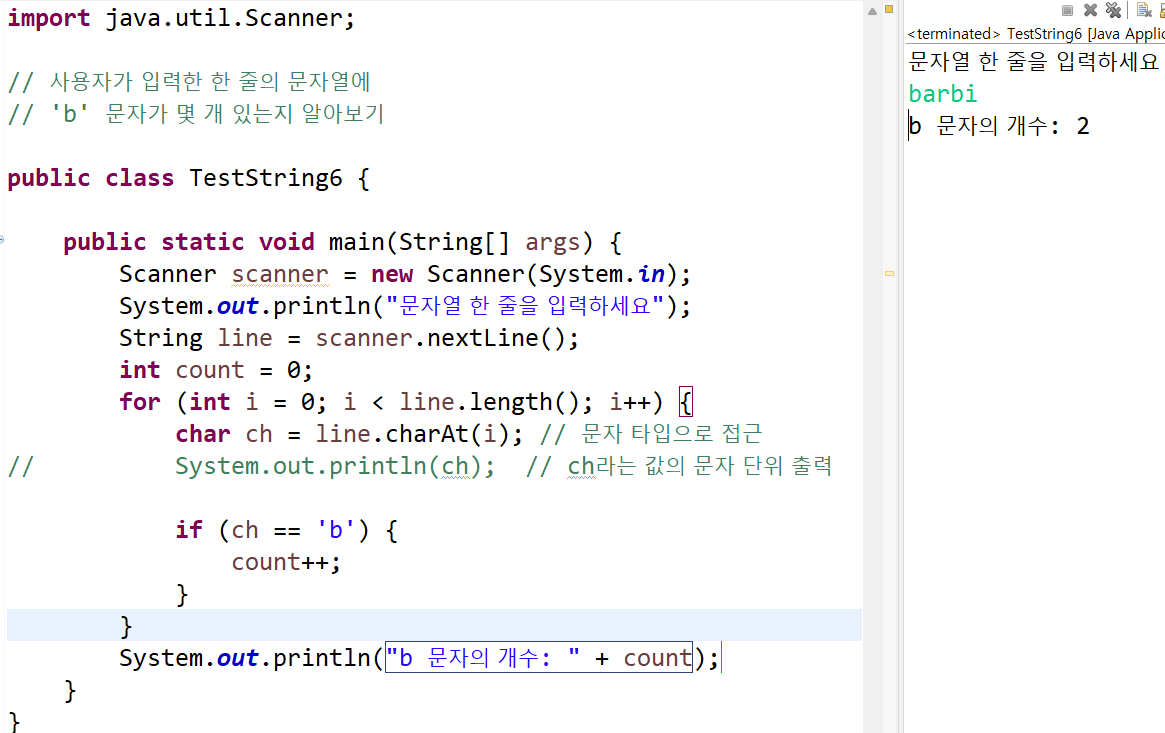 import java.util.Scanner;
// 사용자가 입력한 한 줄의 문자열에
// 'b' 문자가 몇 개 있는지 알아보기
public class TestString6 {
public static void main(String[] args) {
Scanner scanner = new Scanner(System.in);
System.out.println("문자열 한 줄을 입력하세요");
String line = scanner.nextLine();
int count = 0;
for (int i = 0; i < line.length(); i++) {
char ch = line.charAt(i); // 문자 타입으로 접근
// System.out.println(ch); // ch라는 값의 문자 단위 출력
if (ch == 'b') {
count++;
}
}
System.out.println("b 문자의 개수: " + count);
}
}
<terminated> TestString6 [Java Applic
문자열 한 줄을 입력하세요
barbi
b 문자의 개수: 2